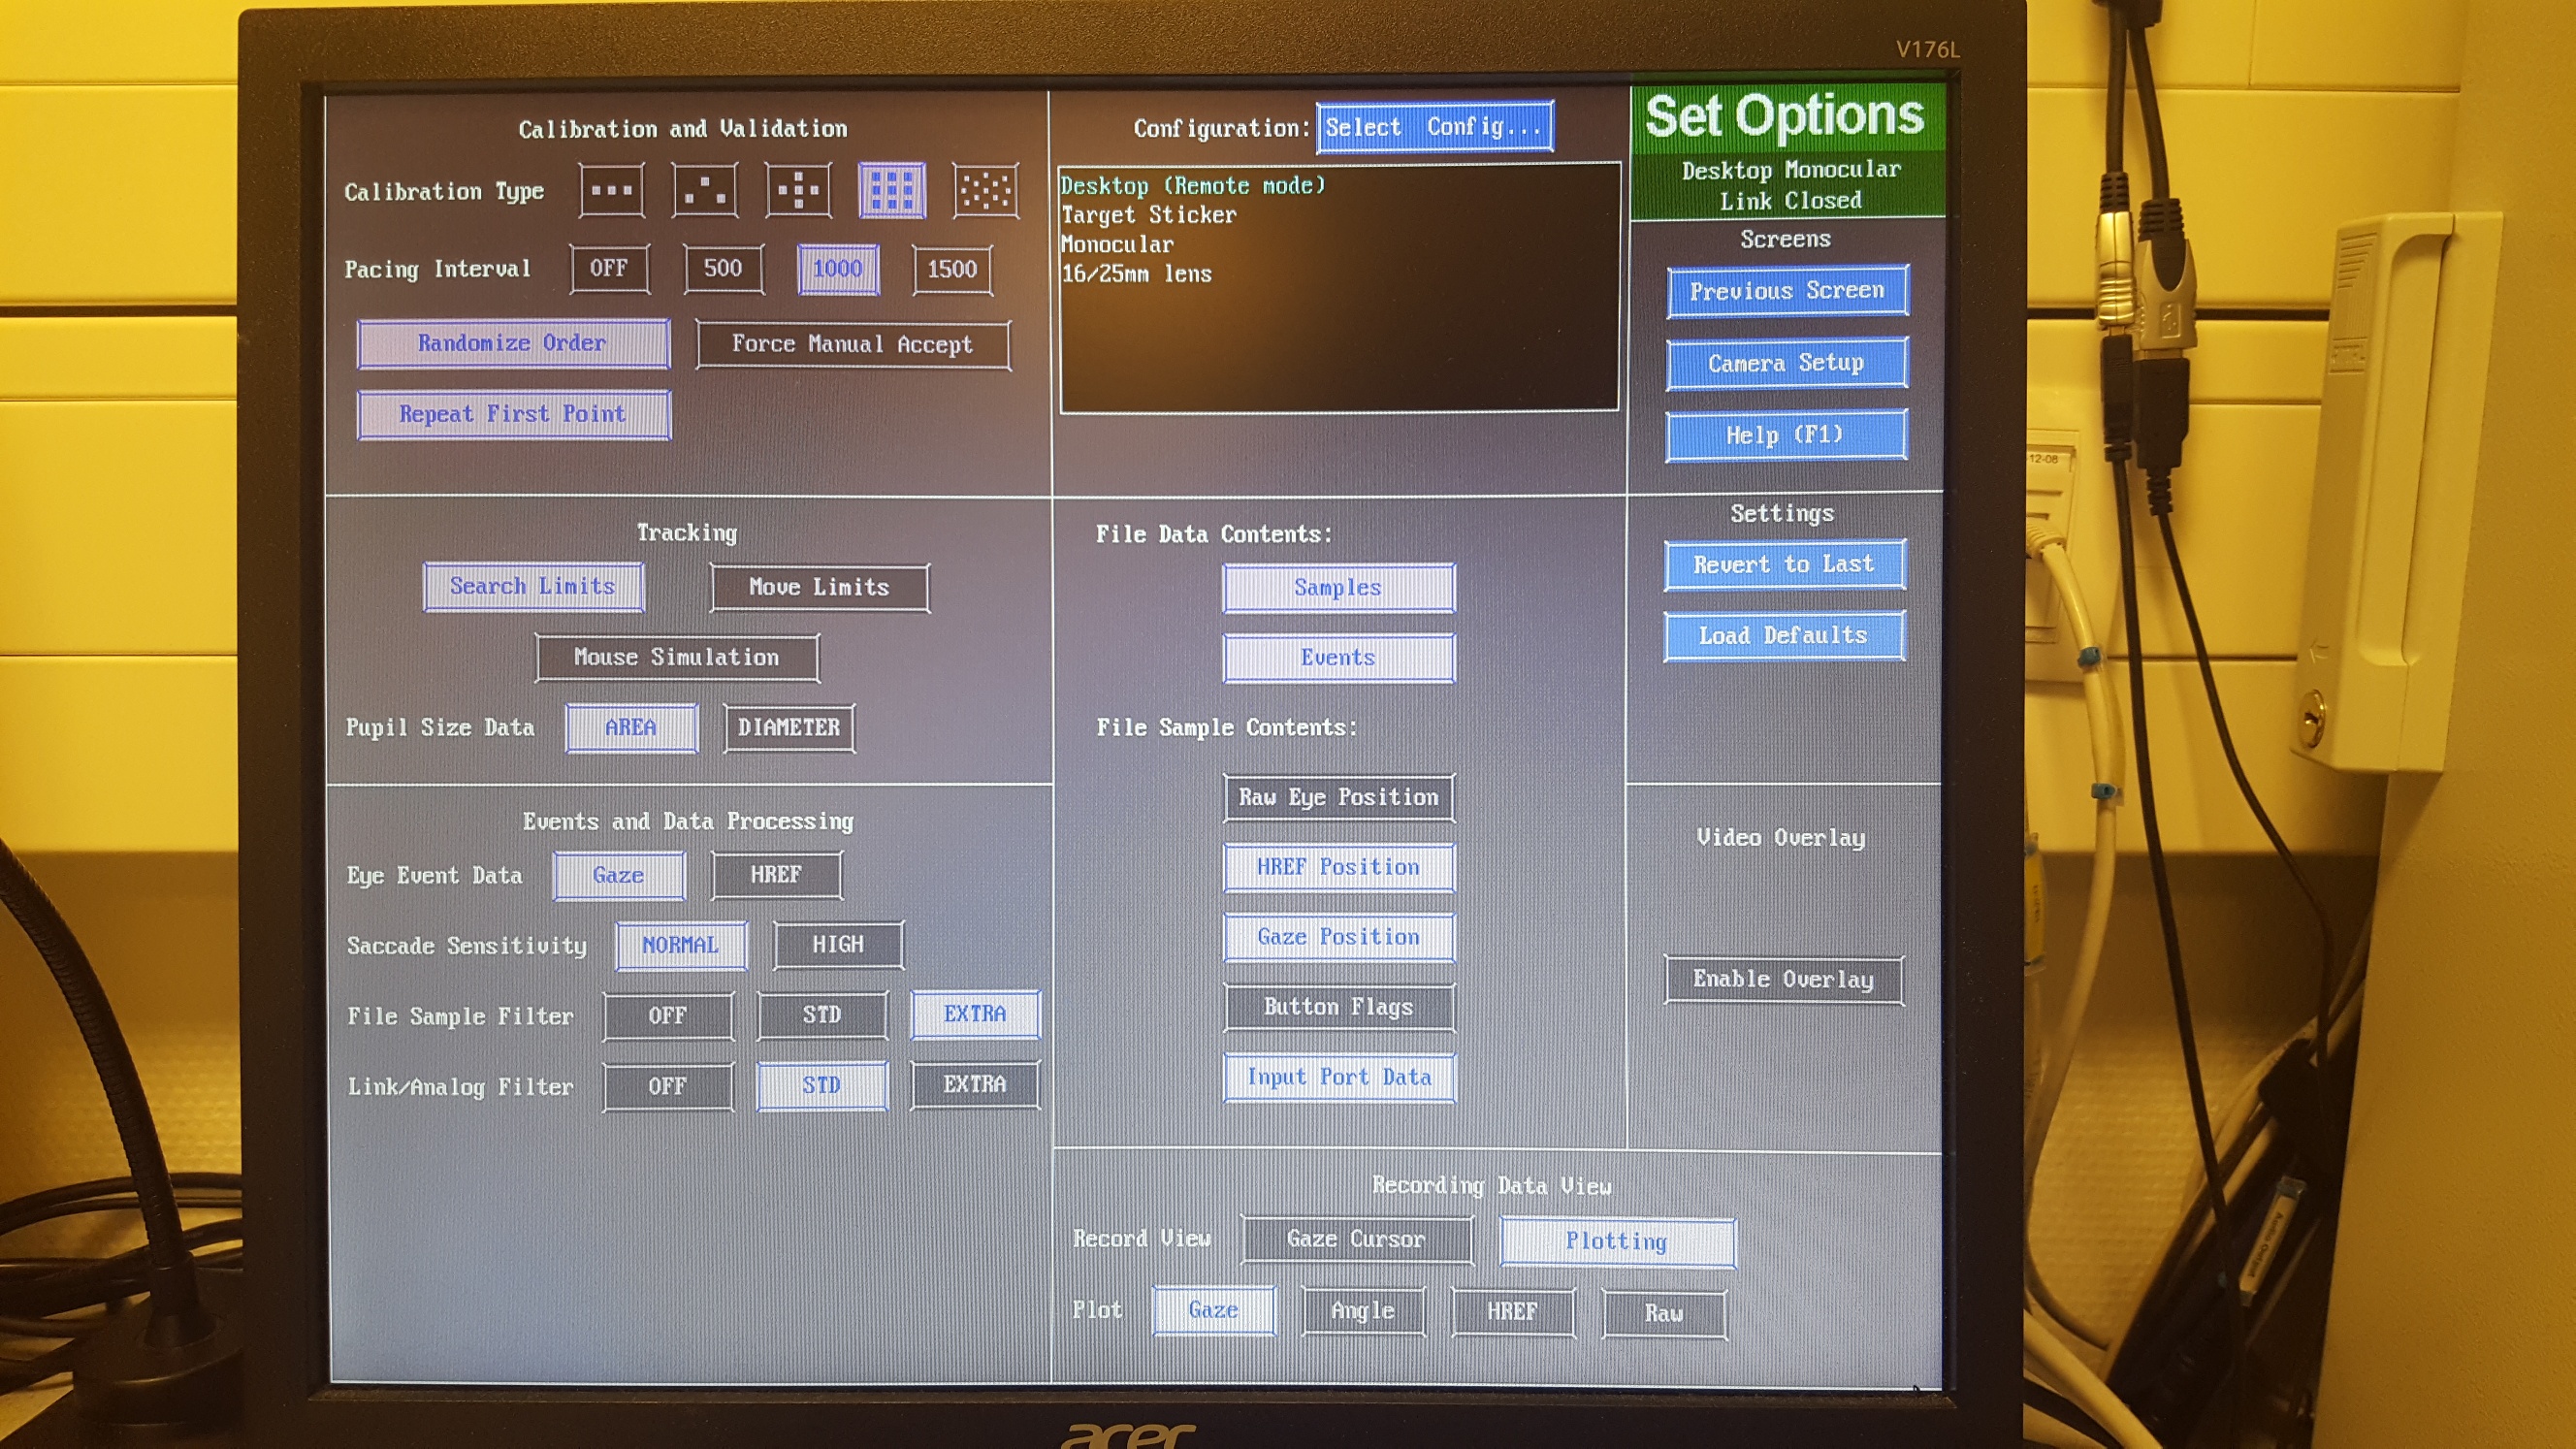 V176L
Calibration and Validation
Calibration Type
Pacing Interval OFF 500 1000 1500
Randomize Order Force Manual Accept
Repeat First Point
Configuration: Select Config...
Desktop (Remote mode)
Target Sticker
Monocular
16/25mm lens
Set Options
Desktop Monocular
Link Closed
Screens
Previous Screen
Camera Setup
Help (F1)
Tracking
Search Limits Move Limits
Mouse Simulation
Pupil Size Data AREA DIAMETER
File Data Contents:
Samples
Events
File Sample Contents:
Raw Eye Position
HREF Position
Gaze Position
Button Flags
Input Port Data
Settings
Revert to Last
Load Defaults
Events and Data Processing
Eye Event Data Gaze HREF
Saccade Sensitivity NORMAL HIGH
File Sample Filter OFF STD EXTRA
Link/Analog Filter OFF STD EXTRA
Video Overlay
Enable Overlay
Recording Data View
Record View Gaze Cursor Plotting
Plot Gaze Angle HREF Raw
acer
12-08